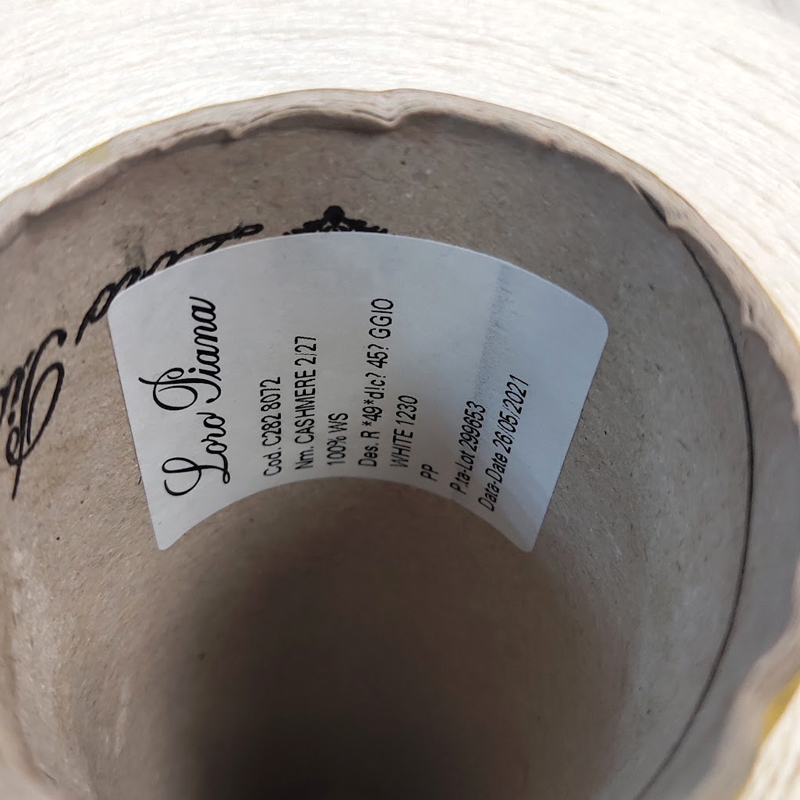 Loro Piana
Cod. C282 8072
Nm. CASHMERE 2/27
100% WS
Des. R *49*d!c? 45? GGIO
WHITE 1230
PP
P.ta-Lot 299653
Data-Date 26/05/2021